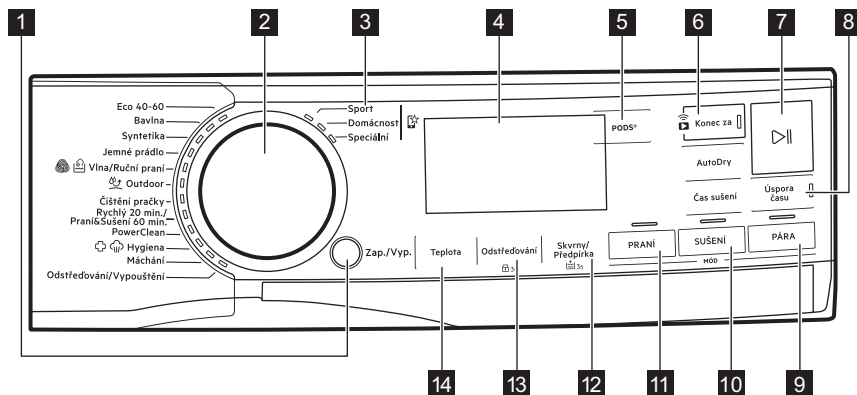 1
2
3
4
5
6
7
8
Eco 40-60
Bavlna
Syntetika
Jemné prádlo
Vlna/Ruční praní
Outdoor
Čištění pračky
Rychlý 20 min./
Praní&Sušení 60 min.
PowerClean
Hygiena
Máchání
Odstřeďování/Vypouštění
Sport
Domácnost
Speciální
Zap./Vyp.
Teplota
Odstřeďování
3s
Skvrny/
Předpírka
3s
PODS®
Konec za
AutoDry
Čas sušení
Úspora
času
PRANÍ
SUŠENÍ
PÁRA
MÓD
14
13
12
11
10
9